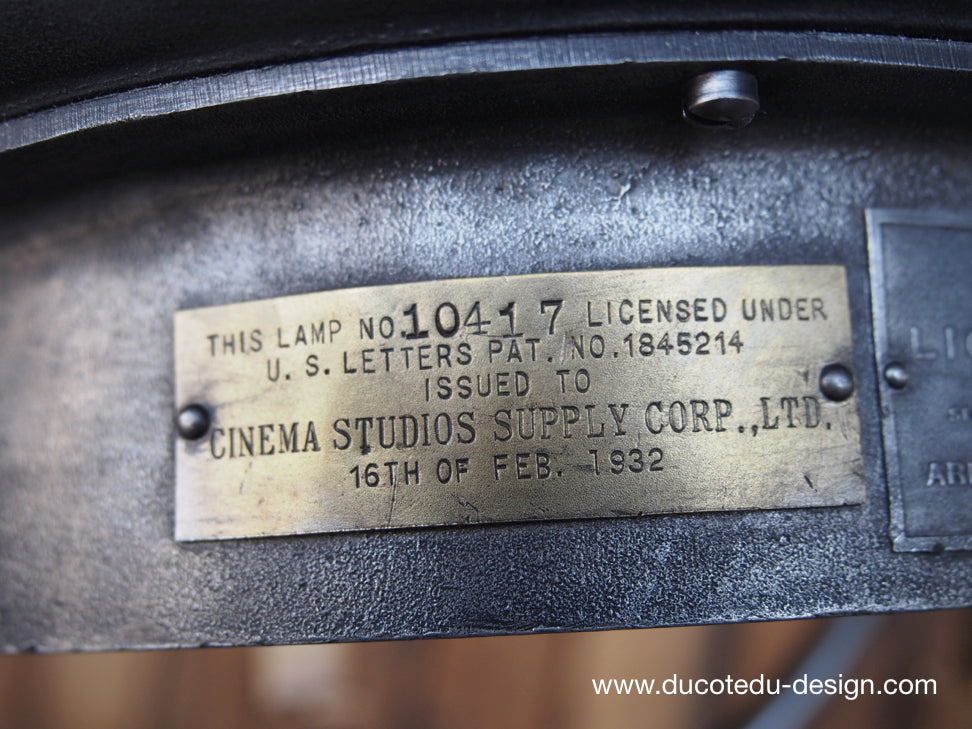 THIS LAMP NO. 10417 LICENSED UNDER
U. S. LETTERS PAT. NO. 1845214
ISSUED TO
CINEMA STUDIOS SUPPLY CORP., LTD.
16TH OF FEB. 1932
www.ducotedu-design.com